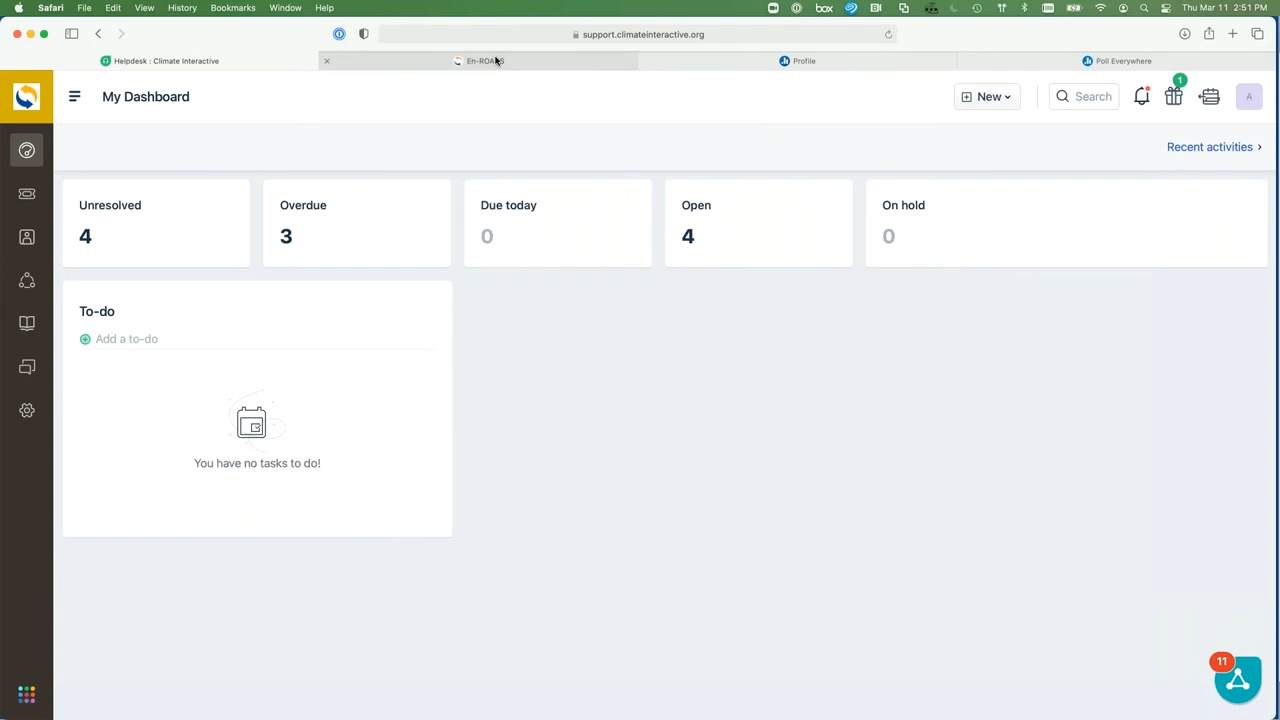 Safari File Edit View History Bookmarks Window Help
box
Thu Mar 11 2:51 PM
support.climateinteractive.org
Helpdesk : Climate Interactive
Profile
Poll Everywhere
My Dashboard
New
Search
1
A
Recent activities
Unresolved
4
Overdue
3
Due today
0
Open
4
On hold
0
To-do
Add a to-do
You have no tasks to do!
11